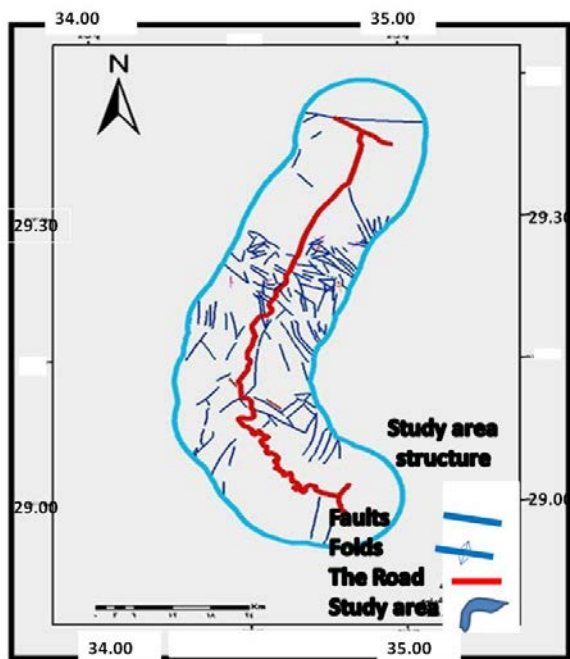 34.00 35.00
N
29.30 29.30
Study area
structure
29.00 29.00
Faults
Folds
The Road
Study area
Km
34.00 35.00